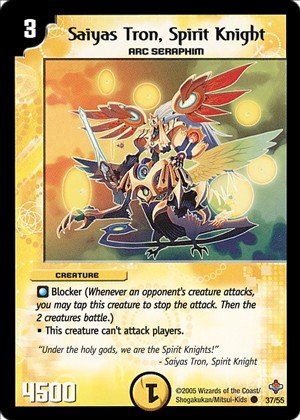 3
Saiyas Tron, Spirit Knight
ARC SERAPHIM
CREATURE
Blocker (Whenever an opponent's creature attacks,
you may tap this creature to stop the attack. Then the
2 creatures battle.)
▪ This creature can't attack players.
"Under the holy gods, we are the Spirit Knights!"
- Saiyas Tron, Spirit Knight
4500
1
©2005 Wizards of the Coast/
Shogakukan/Mitsui-Kids ● 37/55